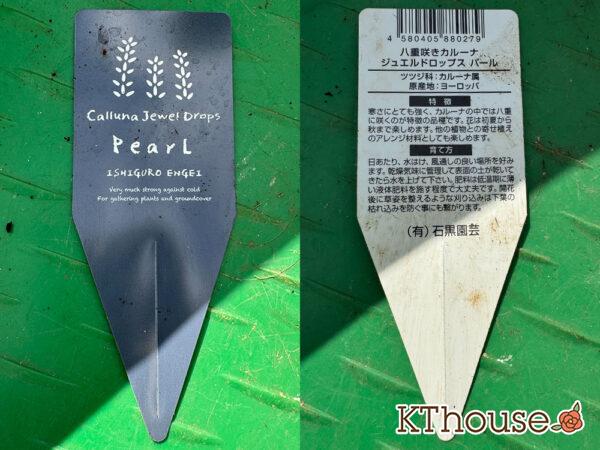 Calluna Jewel Drops
Pearl
ISHIGURO ENGEI
Very much strong against cold
For gathering plants and groundcover
4 580405 880279
八重咲きカルーナ
ジュエルドロップス パール
ツツジ科:カルーナ属
原産地:ヨーロッパ
特徴
寒さにとても強く、カルーナの中では八重
に咲くのが特徴の品種です。花は初夏から
秋まで楽しめます。他の植物との寄せ植え
のアレンジ材料としても楽しめます。
育て方
日あたり、水はけ、風通しの良い場所を好み
ます。乾燥気味に管理して表面の土が乾いて
きたら水を上げて下さい。肥料は低温期に薄
い液体肥料を施す程度で大丈夫です。開花
後に草姿を整えるような刈り込みは下葉の
枯れ込みを防ぐ事にも繋がります。
(有)石黒園芸
KThouse